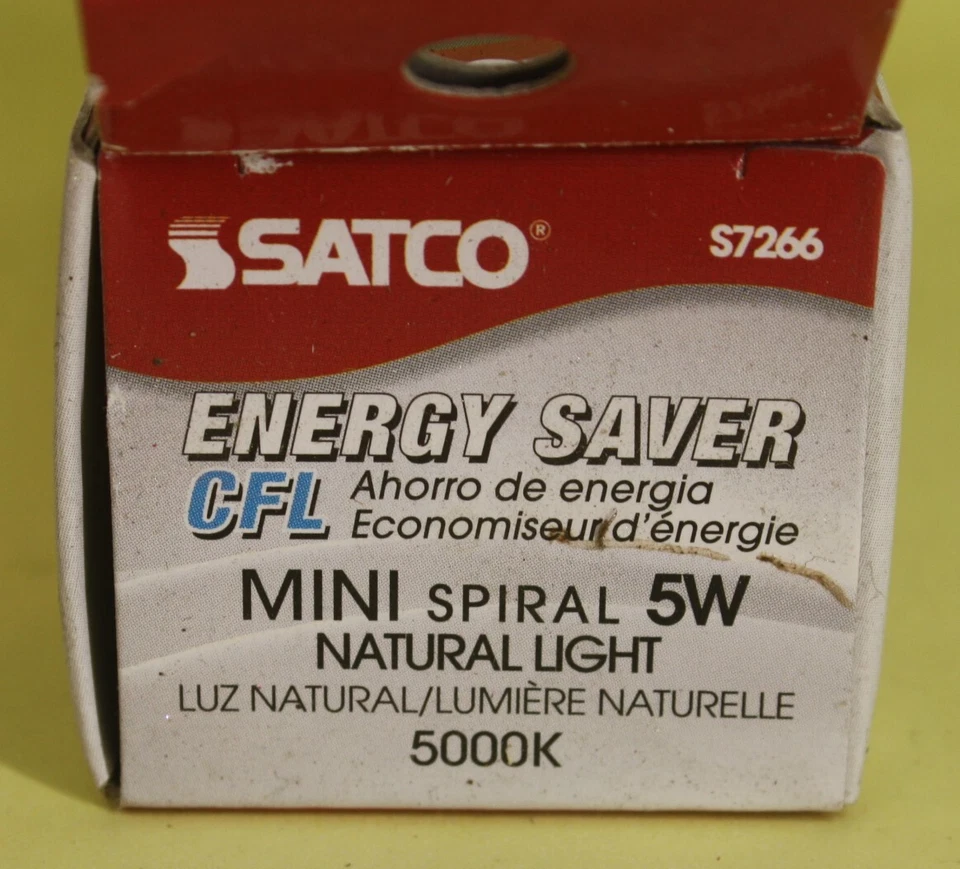 SATCO®
S7266
ENERGY SAVER
CFL Ahorro de energia
Economiseur d'énergie
MINI SPIRAL 5W
NATURAL LIGHT
LUZ NATURAL/LUMIÈRE NATURELLE
5000K